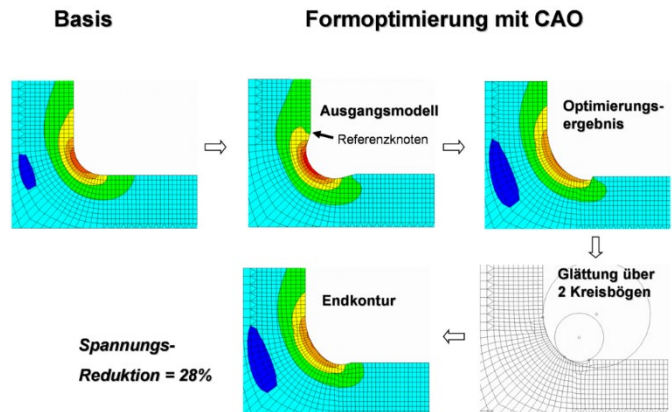 Basis
Formoptimierung mit CAO
Ausgangsmodell
Referenzknoten
Optimierungs-
ergebnis
Glättung über
2 Kreisbögen
Endkontur
Spannungs-
Reduktion = 28%